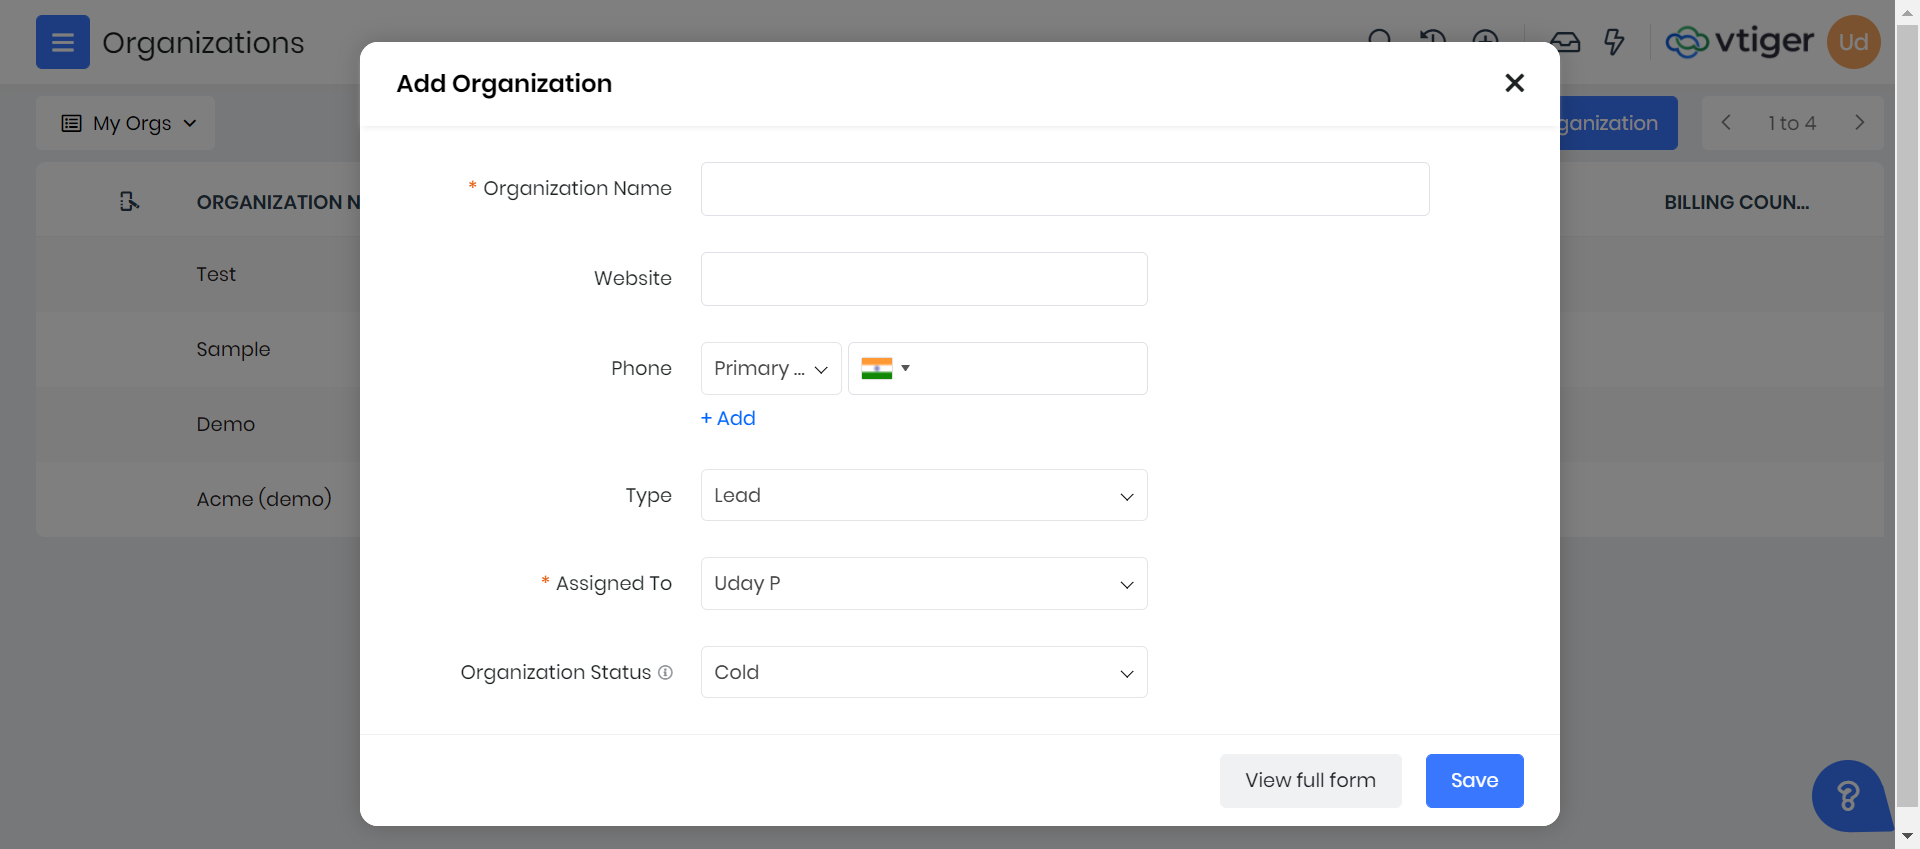 Organizations
vtiger
Ud
Add Organization
My Orgs
ganization
1 to 4
ORGANIZATION N
BILLING COUN...
* Organization Name
Test
Website
Sample
Phone
Primary ...
+ Add
Demo
Type
Lead
Acme (demo)
* Assigned To
Uday P
Organization Status
Cold
View full form
Save